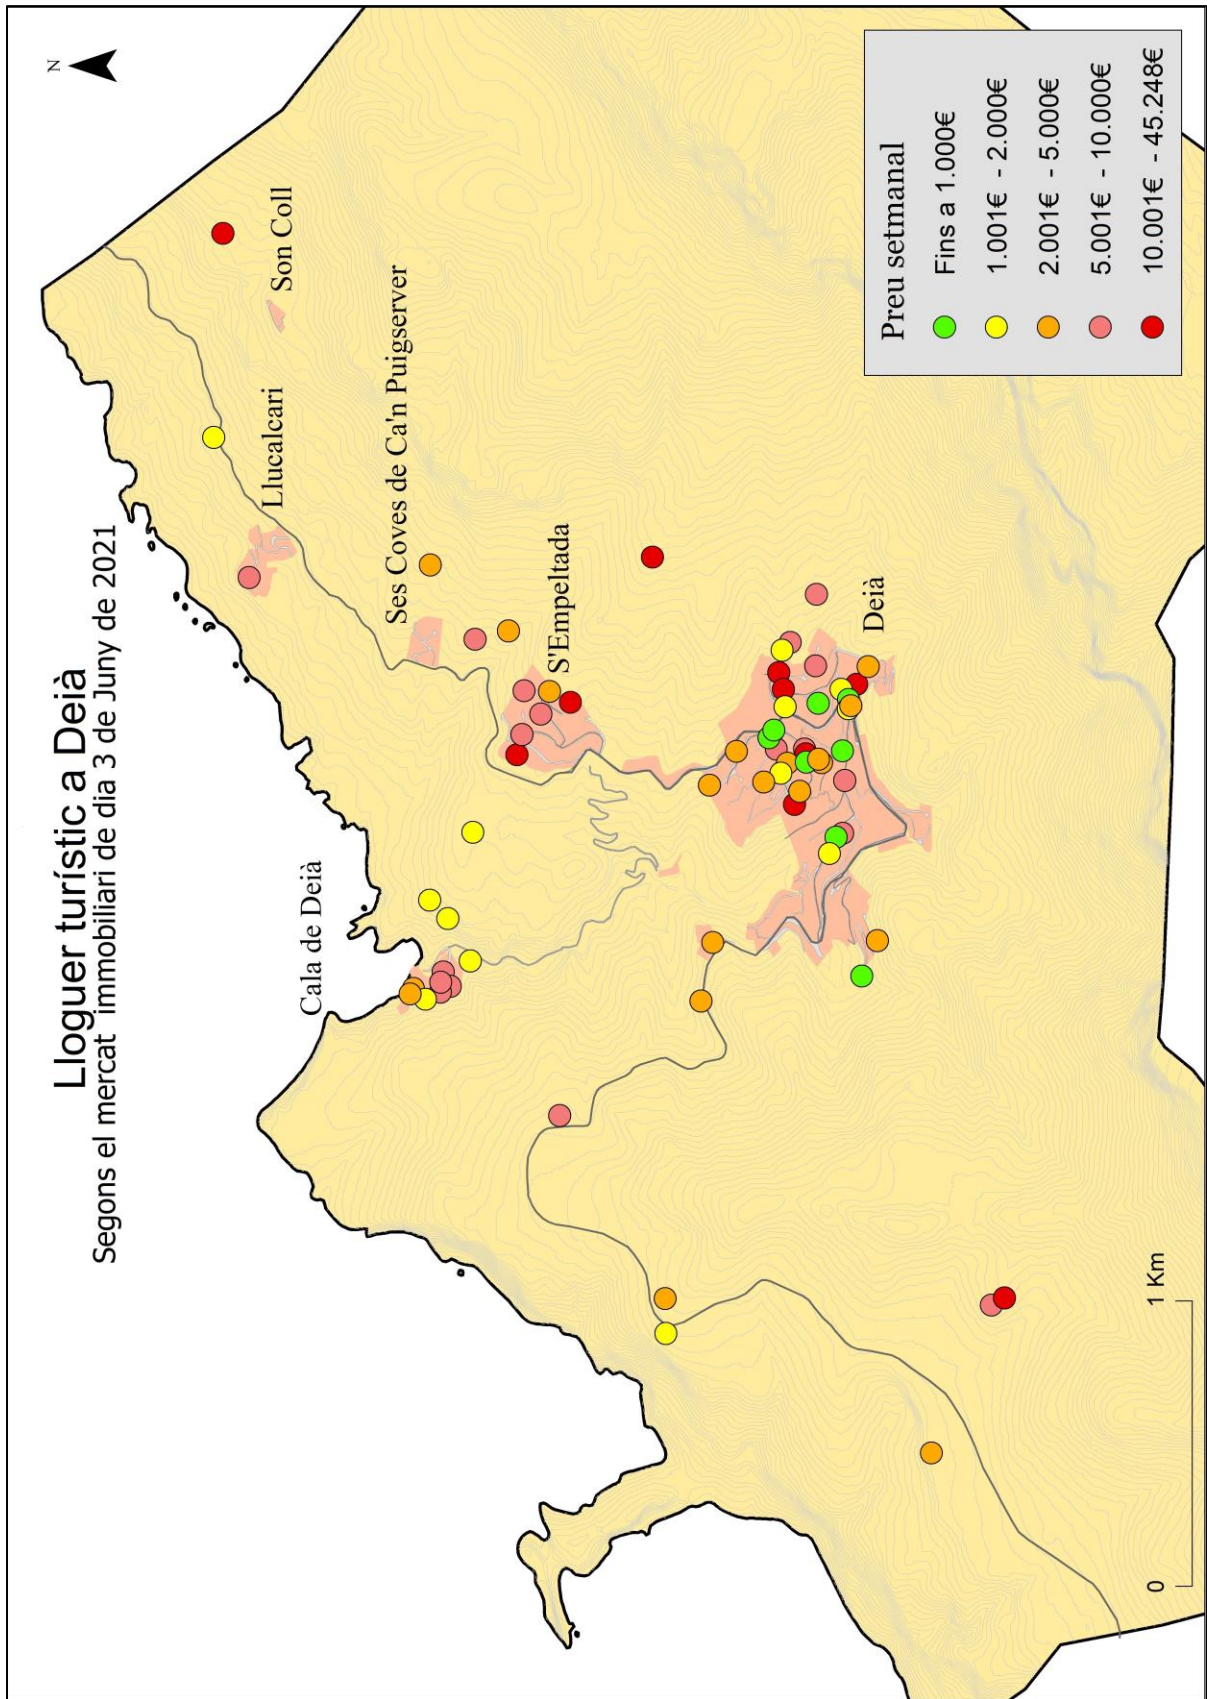 Lloguer turístic a Deià
Segons el mercat immobiliari de dia 3 de Juny de 2021
N
Cala de Deià
Llucalcari
Son Coll
Ses Coves de Ca'n Puigserver
S'Empeltada
Deià
Preu setmanal
Fins a 1.000€
1.001€ - 2.000€
2.001€ - 5.000€
5.001€ - 10.000€
10.001€ - 45.248€
0 1 Km